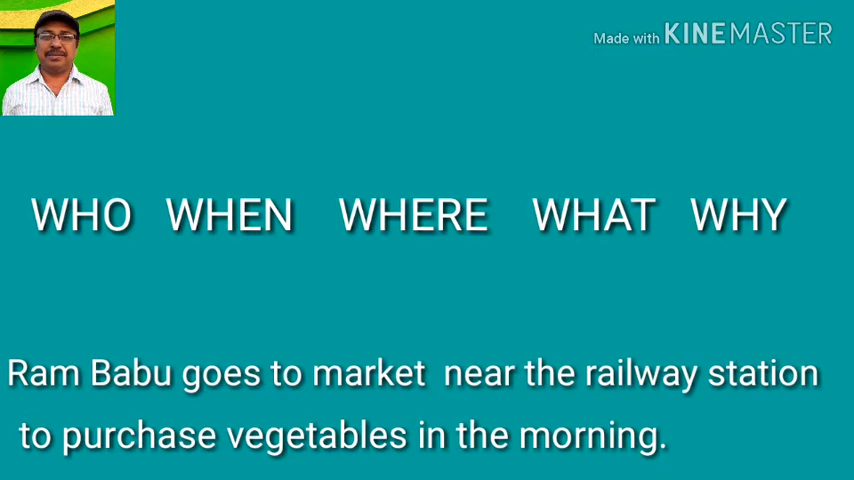 Made with KINEMASTER
WHO WHEN WHERE WHAT WHY
Ram Babu goes to market near the railway station
to purchase vegetables in the morning.